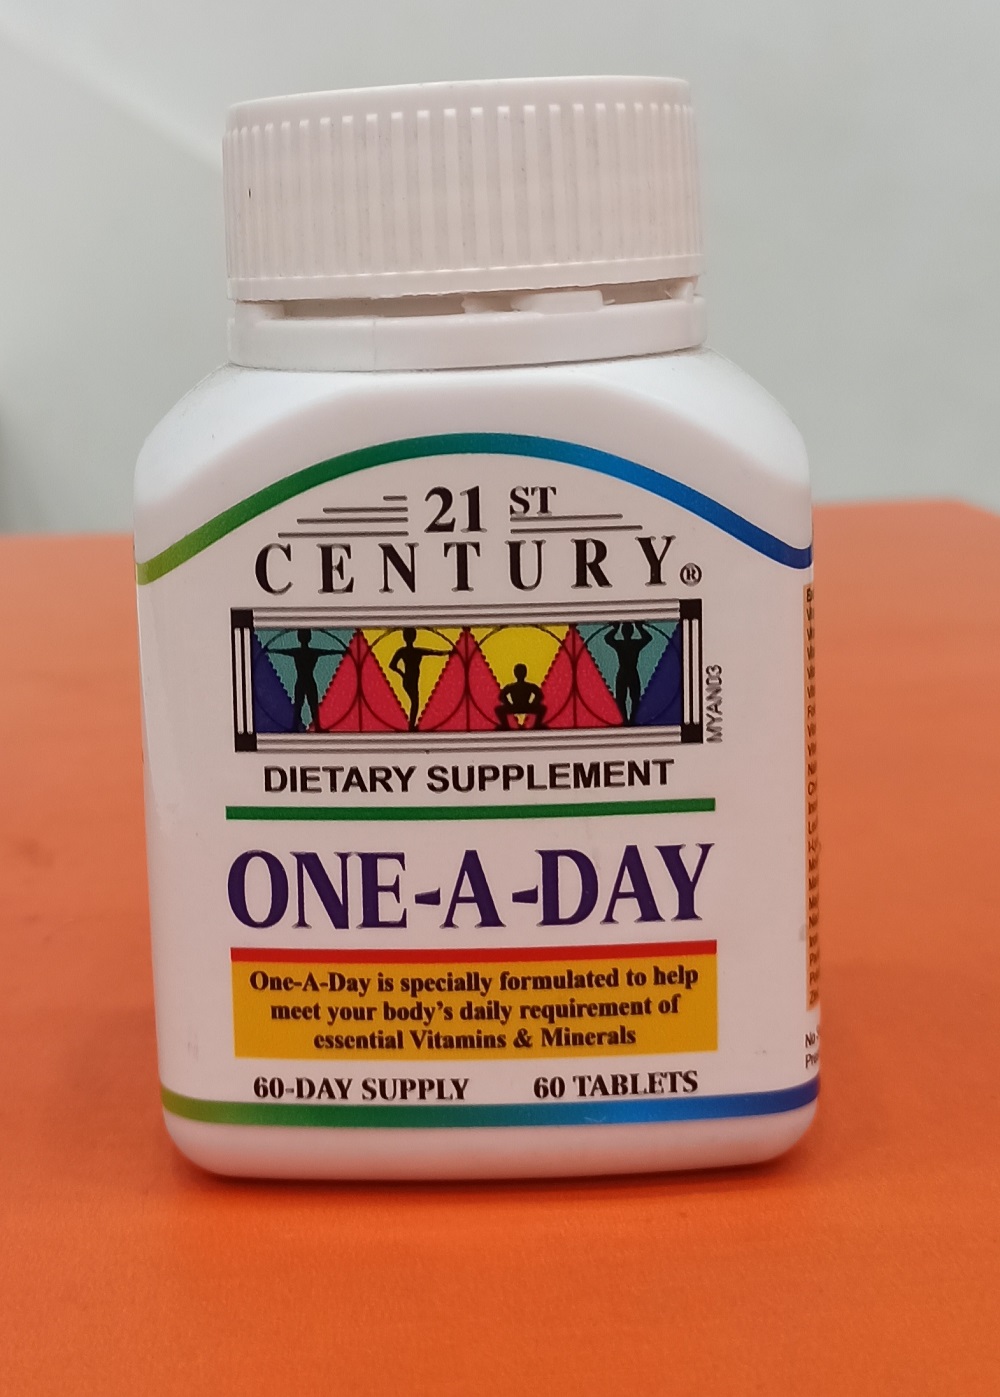 21 ST
CENTURY®
MYAN03
DIETARY SUPPLEMENT
ONE-A-DAY
One-A-Day is specially formulated to help
meet your body's daily requirement of
essential Vitamins & Minerals
60-DAY SUPPLY 60 TABLETS